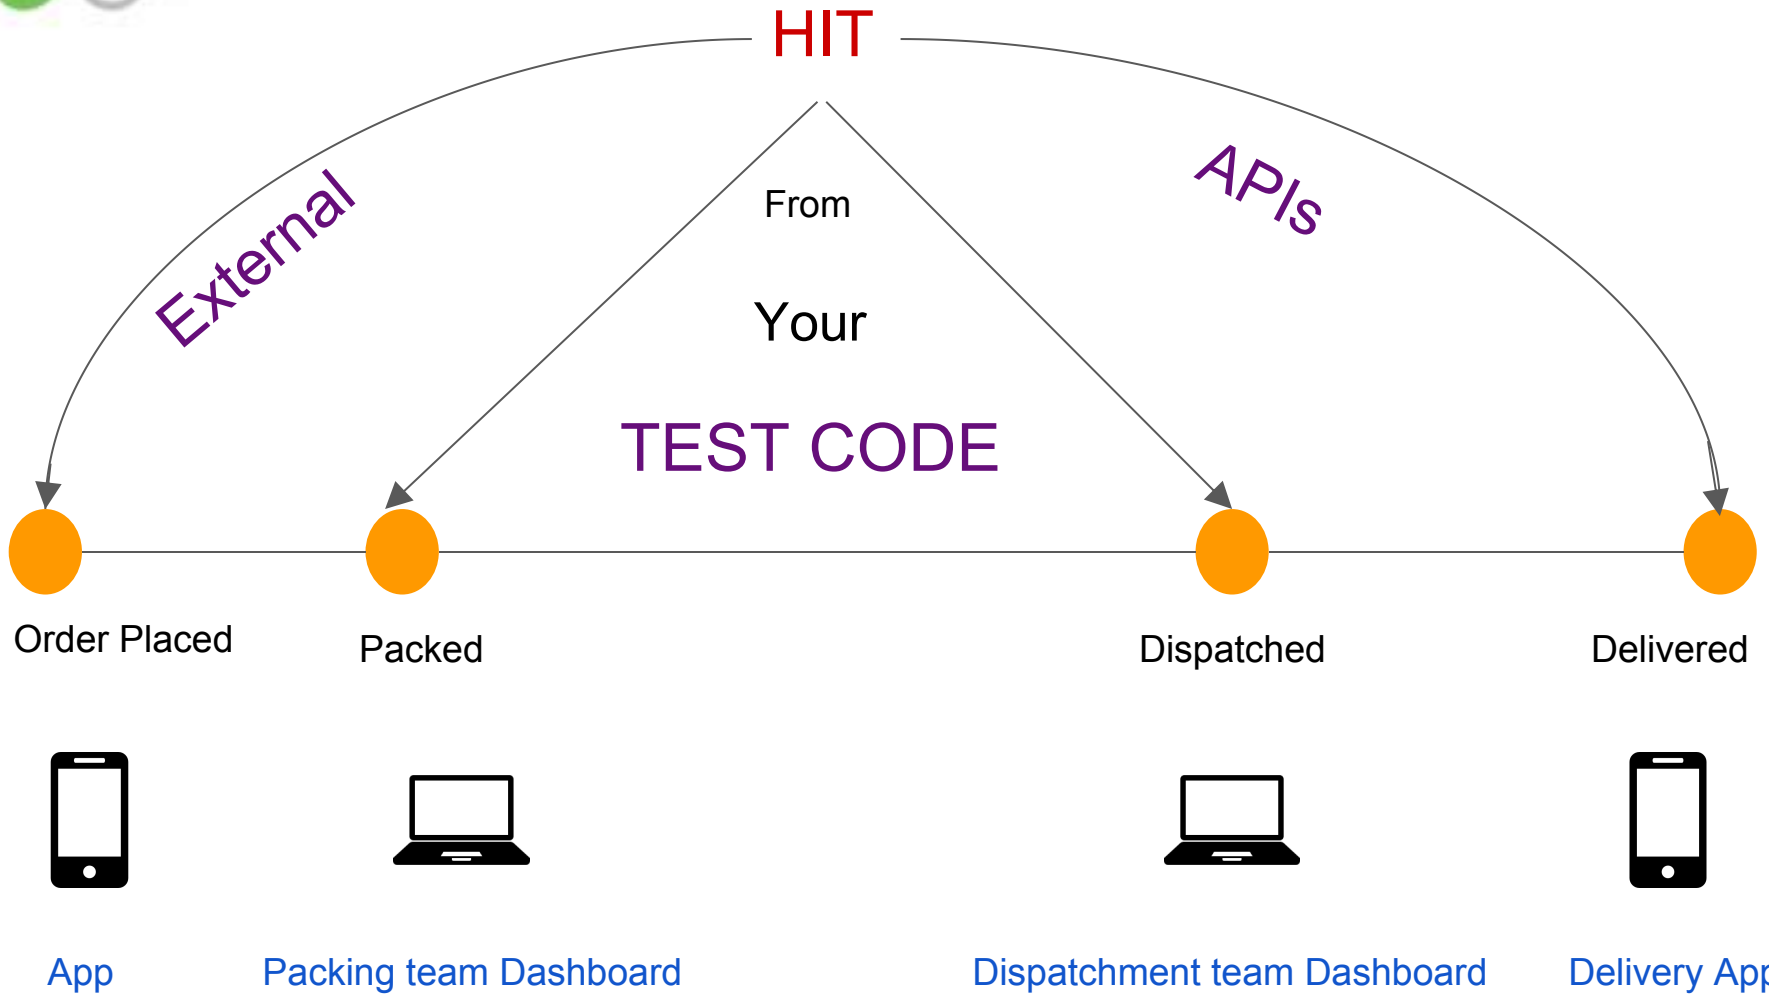 HIT
External
APIs
From
Your
TEST CODE
Order Placed
Packed
Dispatched
Delivered
App
Packing team Dashboard
Dispatchment team Dashboard
Delivery App